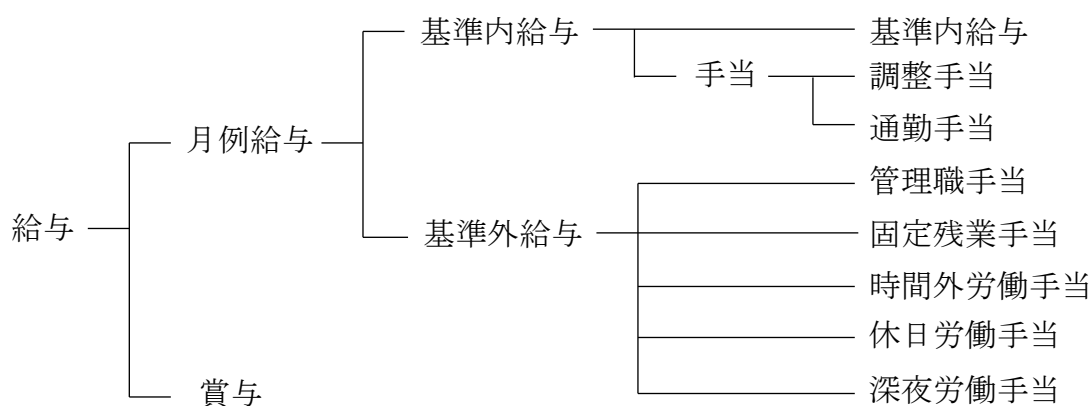 給与
月例給与
基準内給与
基準内給与
手当
調整手当
通勤手当
基準外給与
管理職手当
固定残業手当
時間外労働手当
休日労働手当
深夜労働手当
賞与